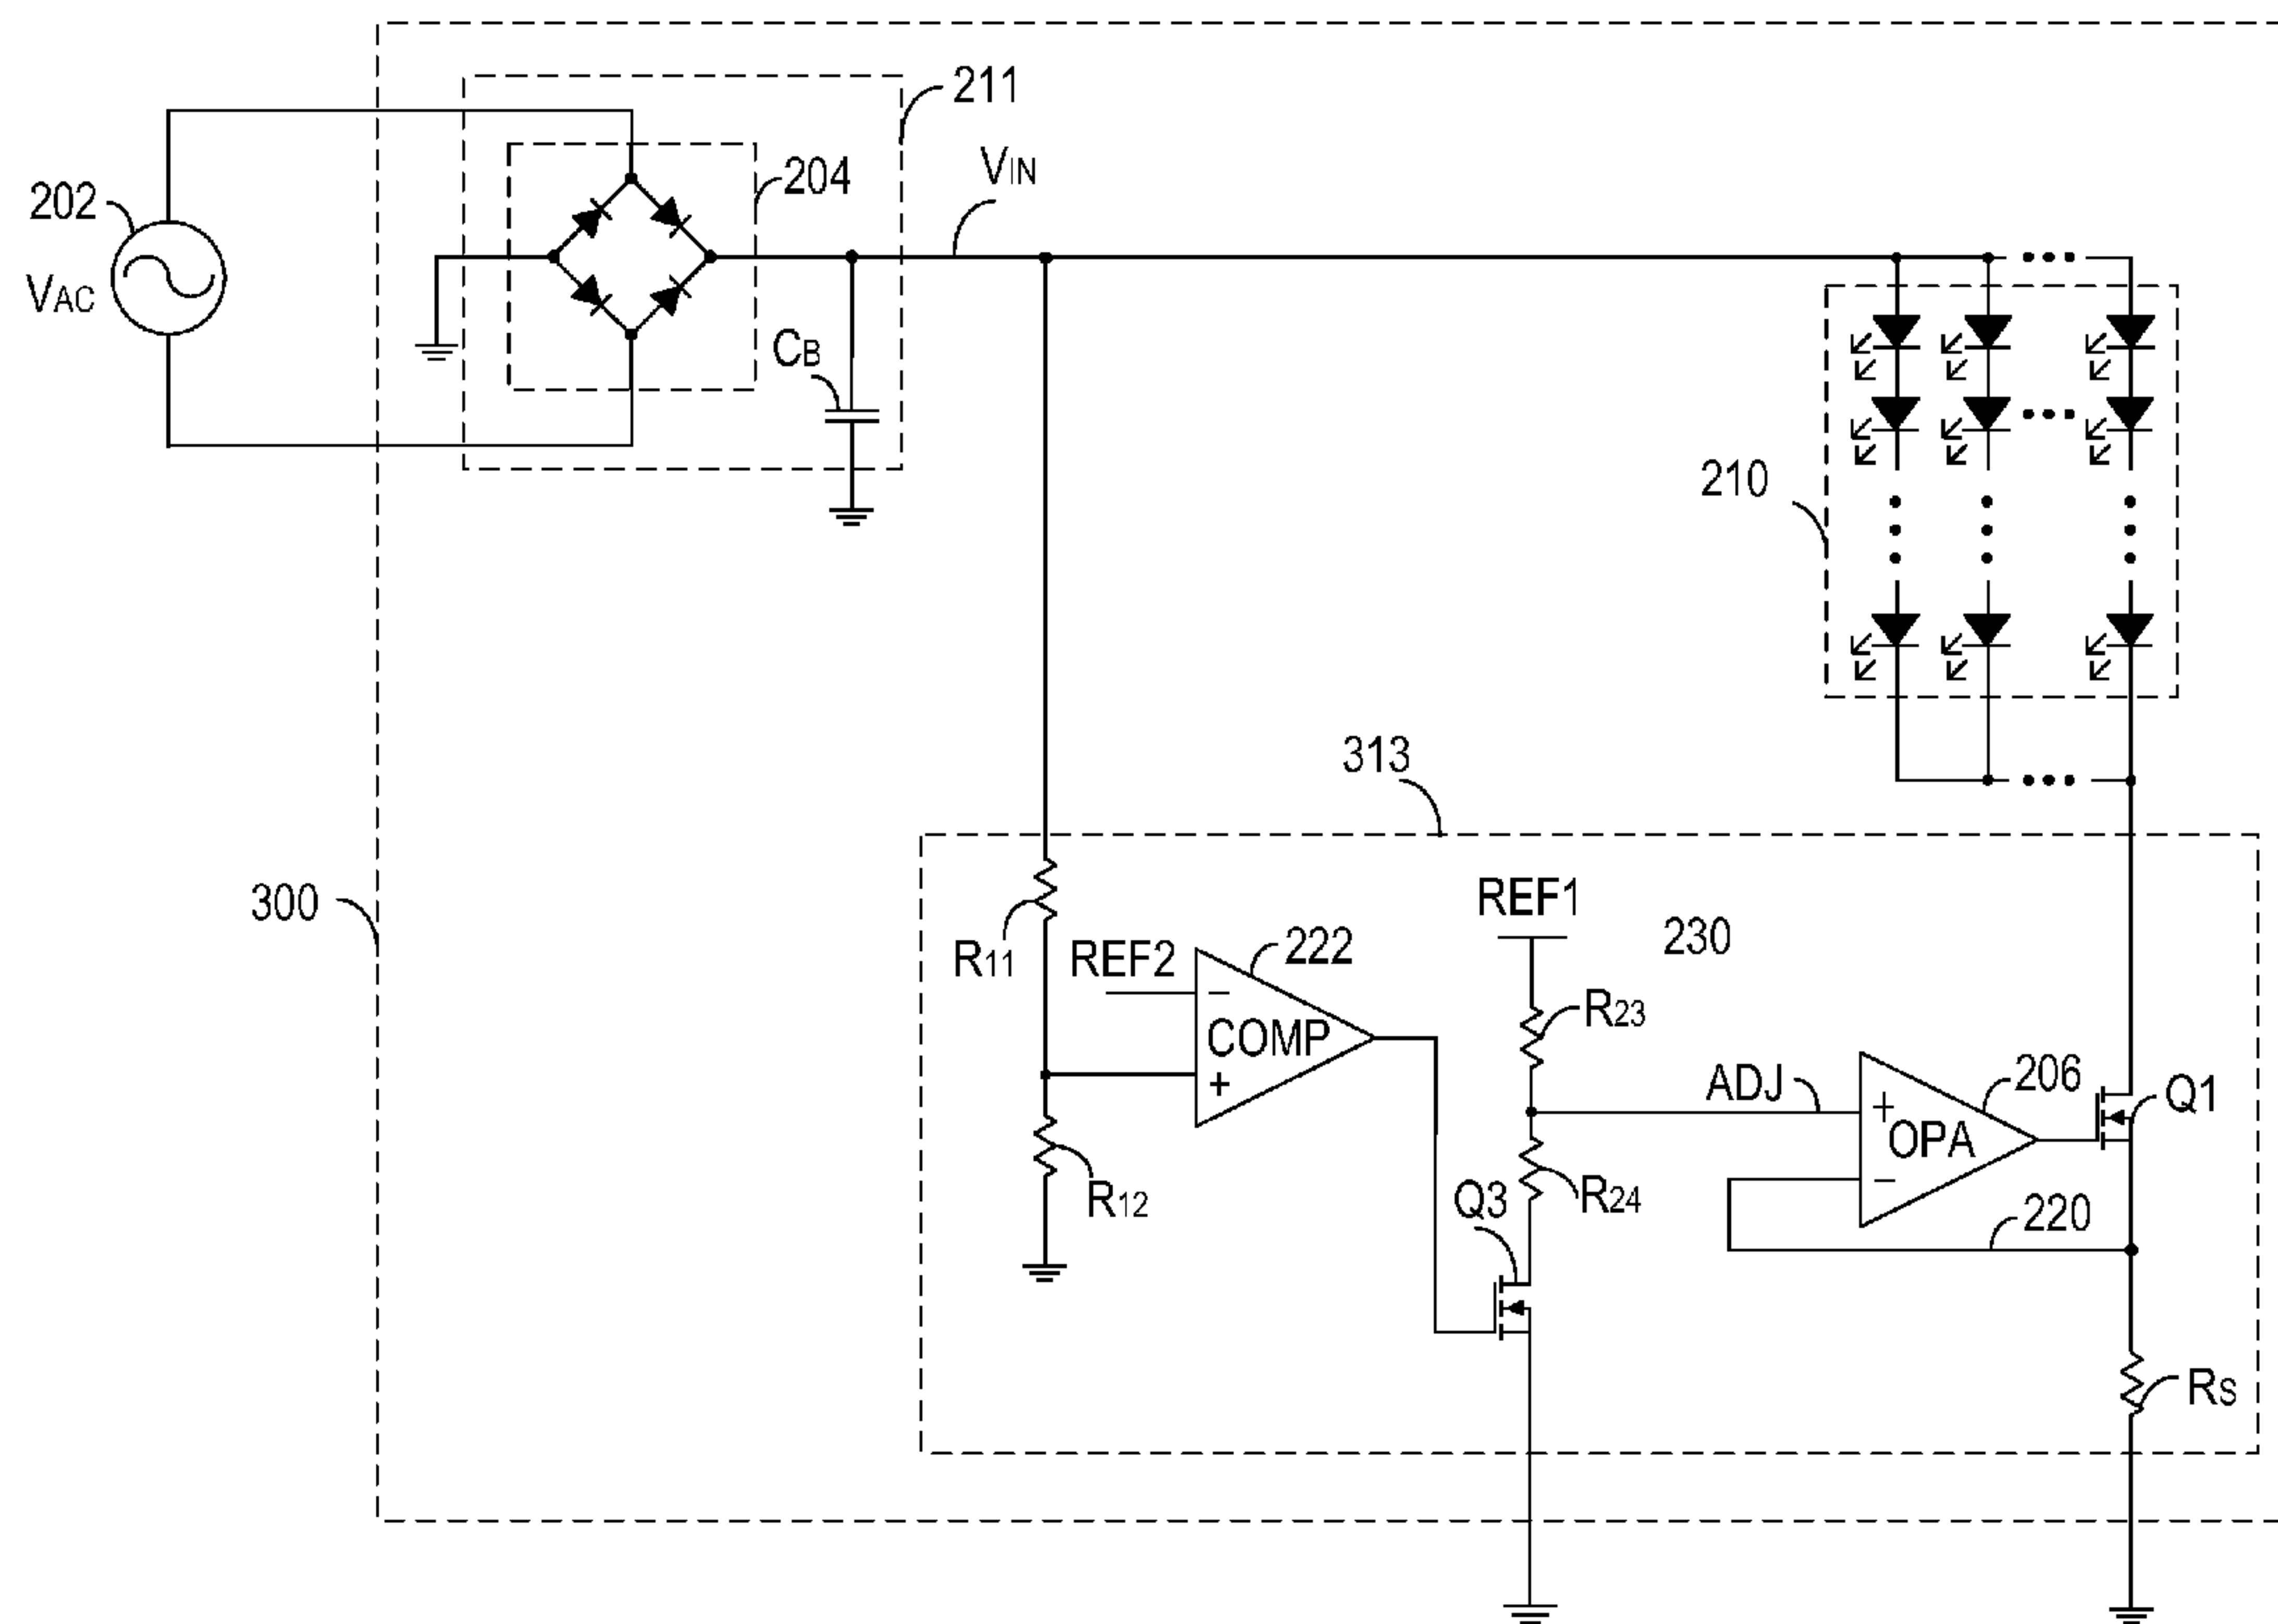 211
VIN
204
202
VAC
CB
210
313
300
REF1
230
R11
REF2
222
R23
COMP
ADJ
206
Q1
OPA
R12
Q3
R24
220
RS